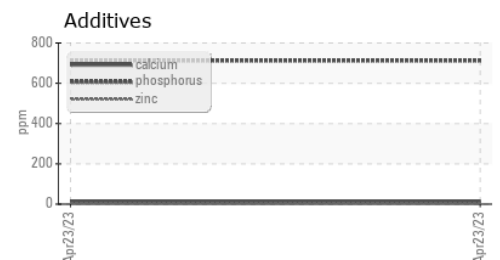 Additives
800
600
400
200
0
ppm
calcium
phosphorus
zinc
Apr23/23
Apr23/23